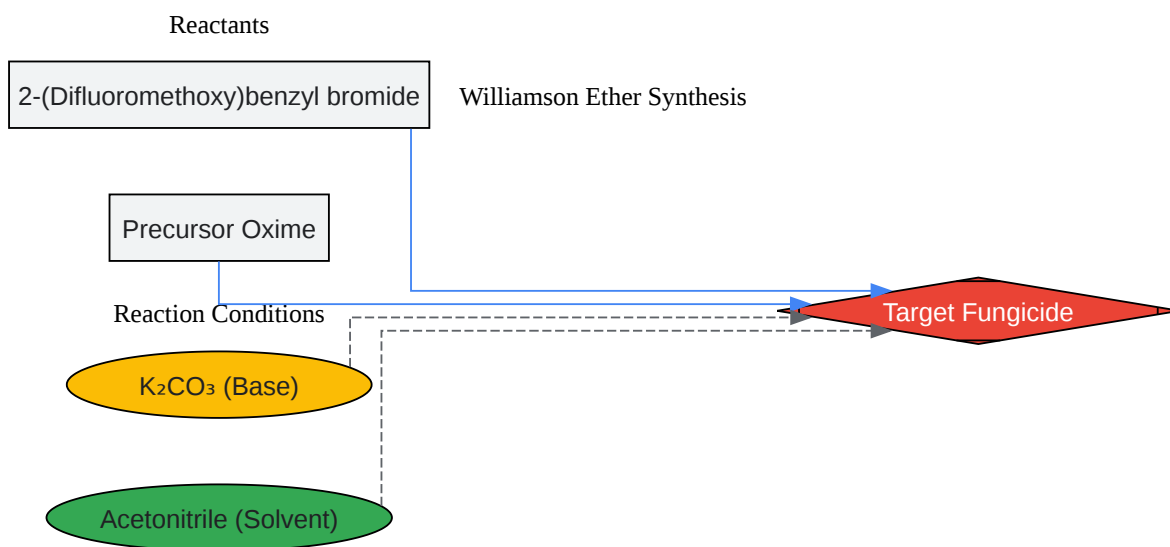 Reactants
2-(Difluoromethoxy)benzyl bromide
Williamson Ether Synthesis
Precursor Oxime
Reaction Conditions
Target Fungicide
K₂CO₃ (Base)
Acetonitrile (Solvent)